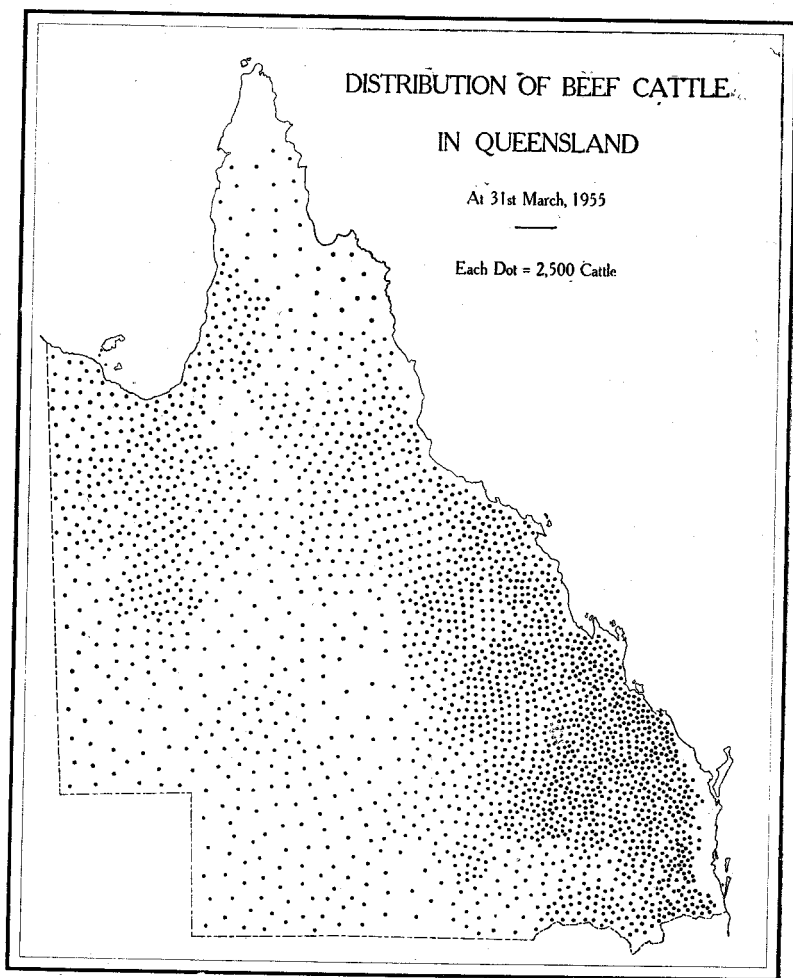 DISTRIBUTION OF BEEF CATTLE
IN QUEENSLAND
At 31st March, 1955
Each Dot = 2,500 Cattle